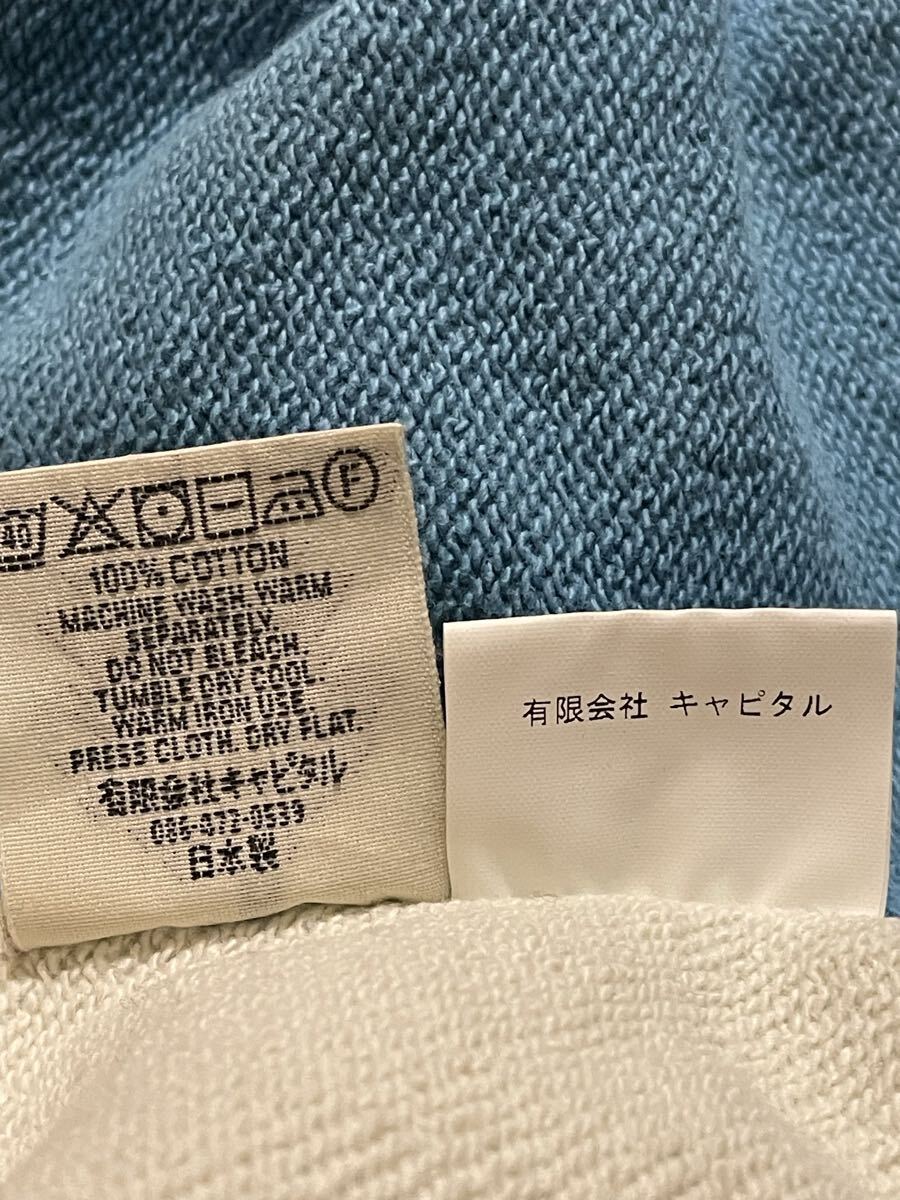 40
F
100% COTTON
MACHINE WASH. WARM
SEPARATELY.
DO NOT BLEACH.
TUMBLE DRY COOL.
WARM IRON USE
PRESS CLOTH. DRY FLAT.
有限会社キャピタル
086-472-0539
日本製
有限会社 キャピタル